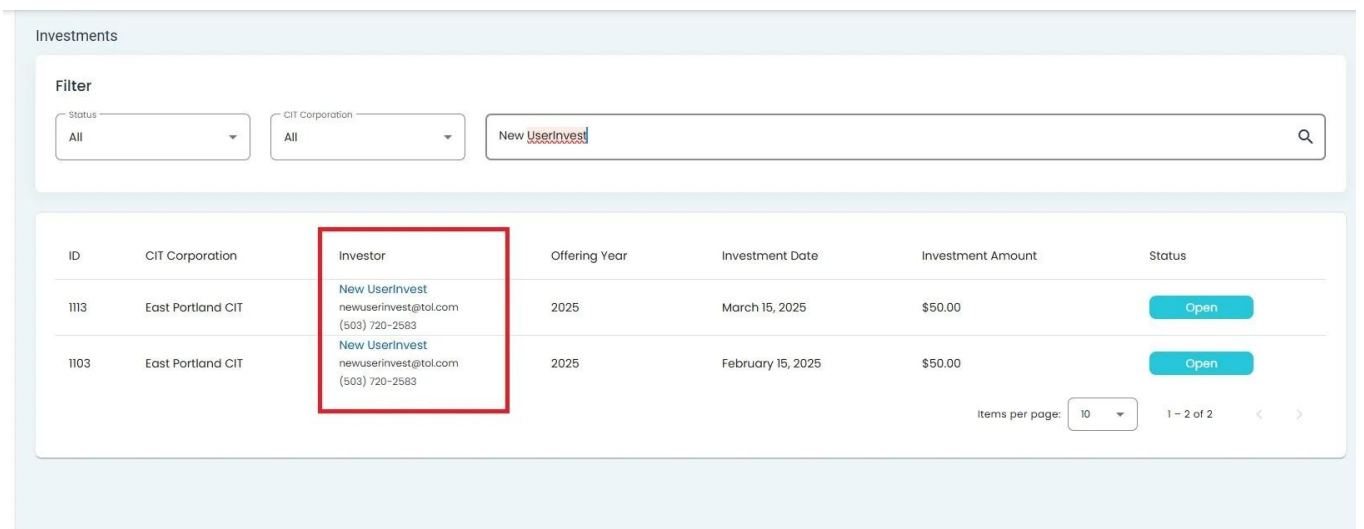 Investments
Filter
Status
All
CIT Corporation
All
New UserInvest
ID CIT Corporation Investor Offering Year Investment Date Investment Amount Status
1113 East Portland CIT New UserInvest 2025 March 15, 2025 $50.00 Open
newuserinvest@tol.com
(503) 720-2583
1103 East Portland CIT New UserInvest 2025 February 15, 2025 $50.00 Open
newuserinvest@tol.com
(503) 720-2583
Items per page: 10 1 – 2 of 2